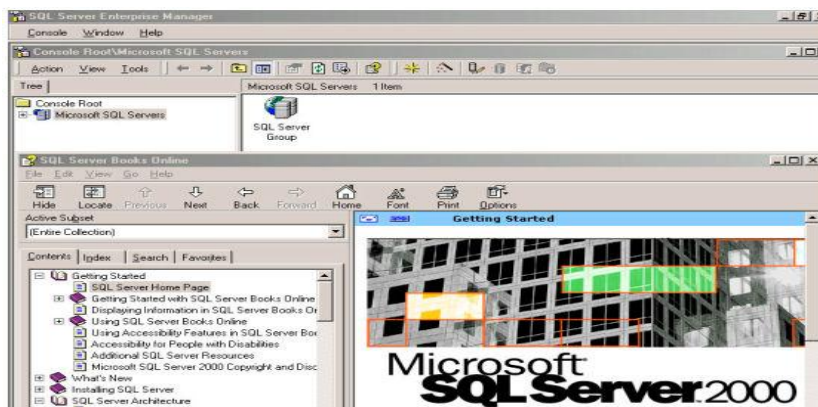 SQL Server Enterprise Manager
Console Window Help
Console Root\Microsoft SQL Servers
Action View Tools
Tree
Microsoft SQL Servers 1 Item
Console Root
Microsoft SQL Servers
SQL Server
Group
SQL Server Books Online
File Edit View Go Help
Hide Locate Previous Next Back Forward Home Font Print Options
Active Subset
(Entire Collection)
Getting Started
Contents Index Search Favorites
Getting Started
SQL Server Home Page
Getting Started with SQL Server Books Online
Displaying Information in SQL Server Books On
Using SQL Server Books Online
Using Accessibility Features in SQL Server Boo
Accessibility for People with Disabilities
Additional SQL Server Resources
Microsoft SQL Server 2000 Copyright and Disc
What's New
Installing SQL Server
SQL Server Architecture
Microsoft
SQL Server 2000